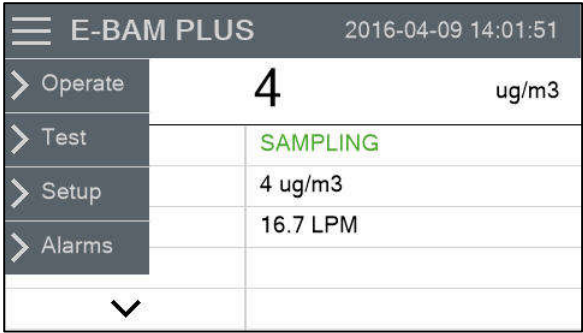 E-BAM PLUS 2016-04-09 14:01:51
Operate
4 ug/m3
Test
SAMPLING
Setup
4 ug/m3
16.7 LPM
Alarms